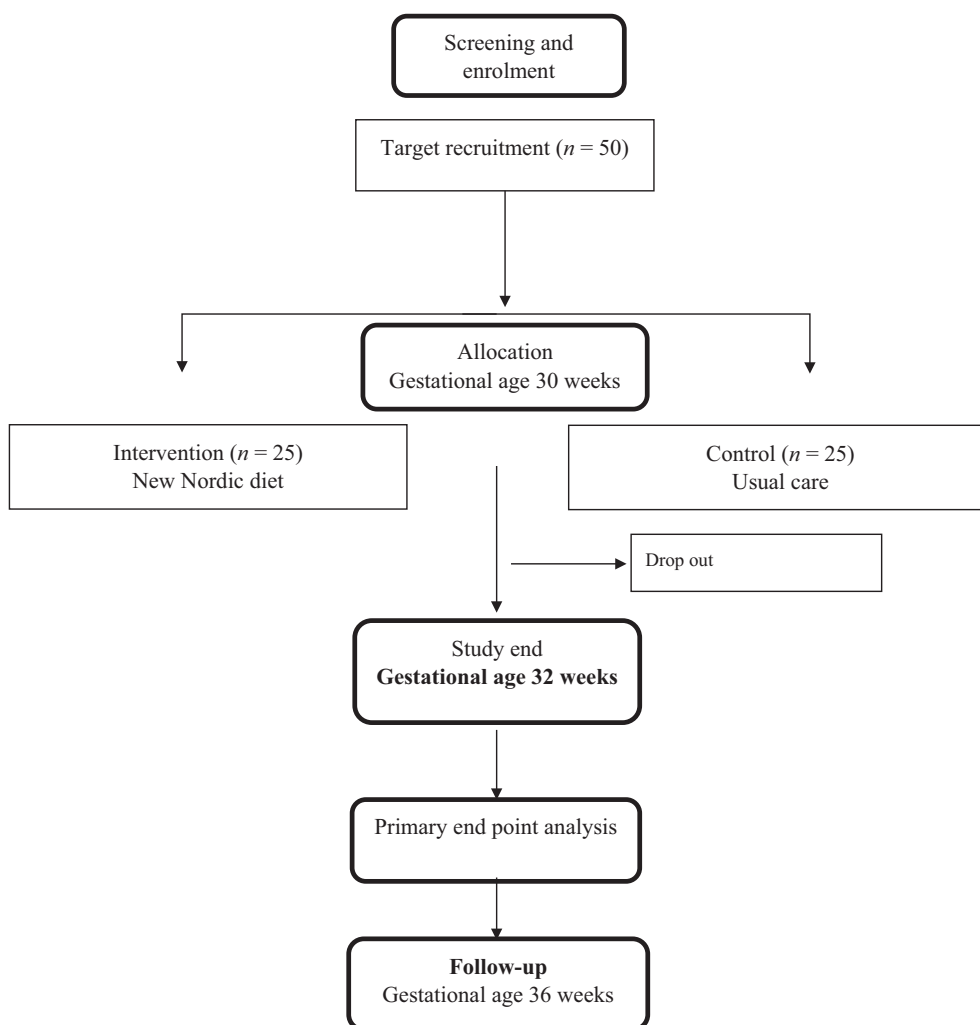 Screening and
enrolment
Target recruitment (n = 50)
Allocation
Gestational age 30 weeks
Intervention (n = 25)
New Nordic diet
Control (n = 25)
Usual care
Drop out
Study end
Gestational age 32 weeks
Primary end point analysis
Follow-up
Gestational age 36 weeks